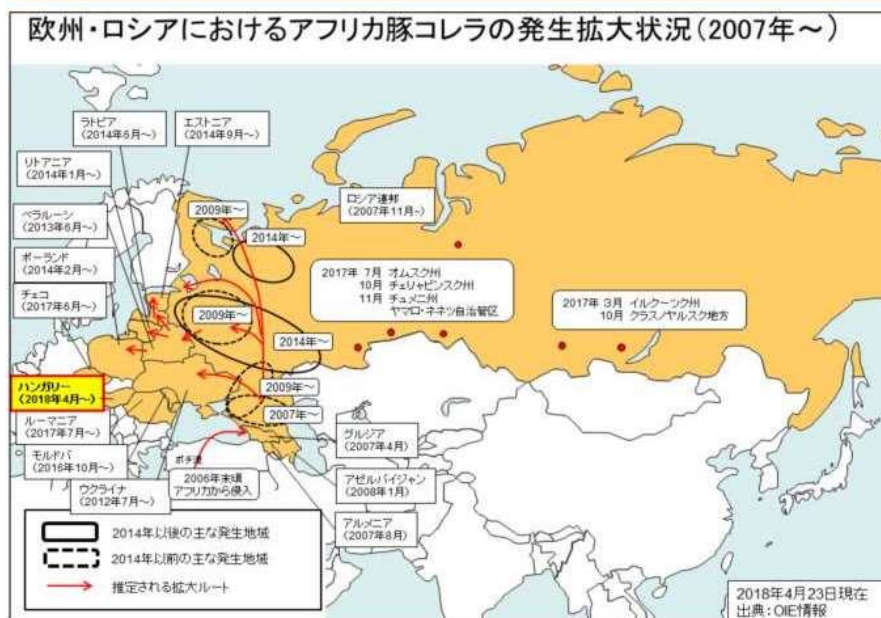 欧州・ロシアにおけるアフリカ豚コレラの発生拡大状況(2007年～)
ラトビア
(2014年6月～)
エストニア
(2014年9月～)
リトアニア
(2014年1月～)
ベラルーシ
(2013年6月～)
ポーランド
(2014年2月～)
チェコ
(2017年6月～)
ハンガリー
(2018年4月～)
ルーマニア
(2017年7月～)
モルドバ
(2016年10月～)
ウクライナ
(2012年7月～)
ロシア連邦
(2007年11月～)
2009年～
2014年～
2009年～
2014年～
2009年～
2007年～
2017年 7月 オムスク州
10月 チェリャビンスク州
11月 チュメニ州
ヤマロ・ネネツ自治管区
2017年 3月 イルクーツク州
10月 クラスノヤルスク地方
グルジア
(2007年4月)
アゼルバイジャン
(2008年1月)
アルメニア
(2007年8月)
ポチ港
2006年末頃
アフリカから侵入
2014年以後の主な発生地域
2014年以前の主な発生地域
推定される拡大ルート
2018年4月23日現在
出典:OIE情報